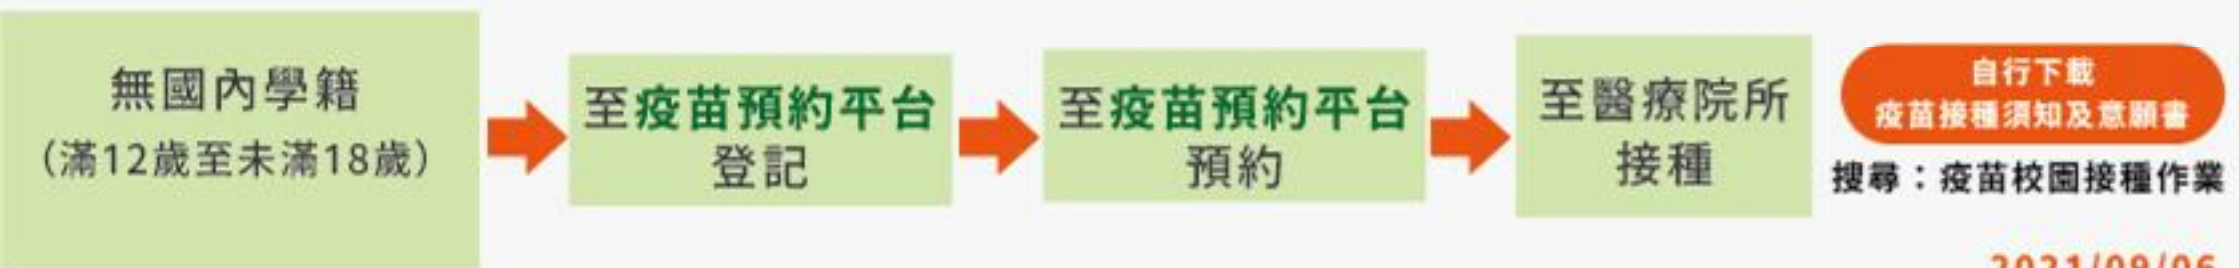 無國內學籍
（滿12歲至未滿18歲）
至疫苗預約平台
登記
至疫苗預約平台
預約
至醫療院所
接種
自行下載
疫苗接種須知及意願書
搜尋：疫苗校園接種作業
2021/09/06